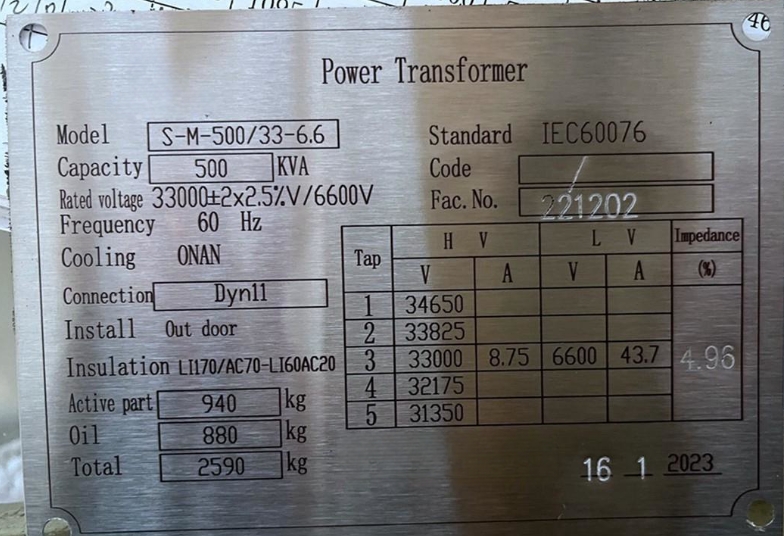 46
Power Transformer
Model S-M-500/33-6.6
Capacity 500 KVA
Rated voltage 33000±2x2.5%V/6600V
Frequency 60 Hz
Cooling ONAN
Connection Dyn11
Install Out door
Insulation LI170/AC70-LI60AC20
Active part 940 kg
Oil 880 kg
Total 2590 kg
Standard IEC60076
Code /
Fac. No. 221202
Tap H V L V Impedance
V A V A (%)
1 34650
2 33825
3 33000 8.75 6600 43.7 4.96
4 32175
5 31350
16 1 2023